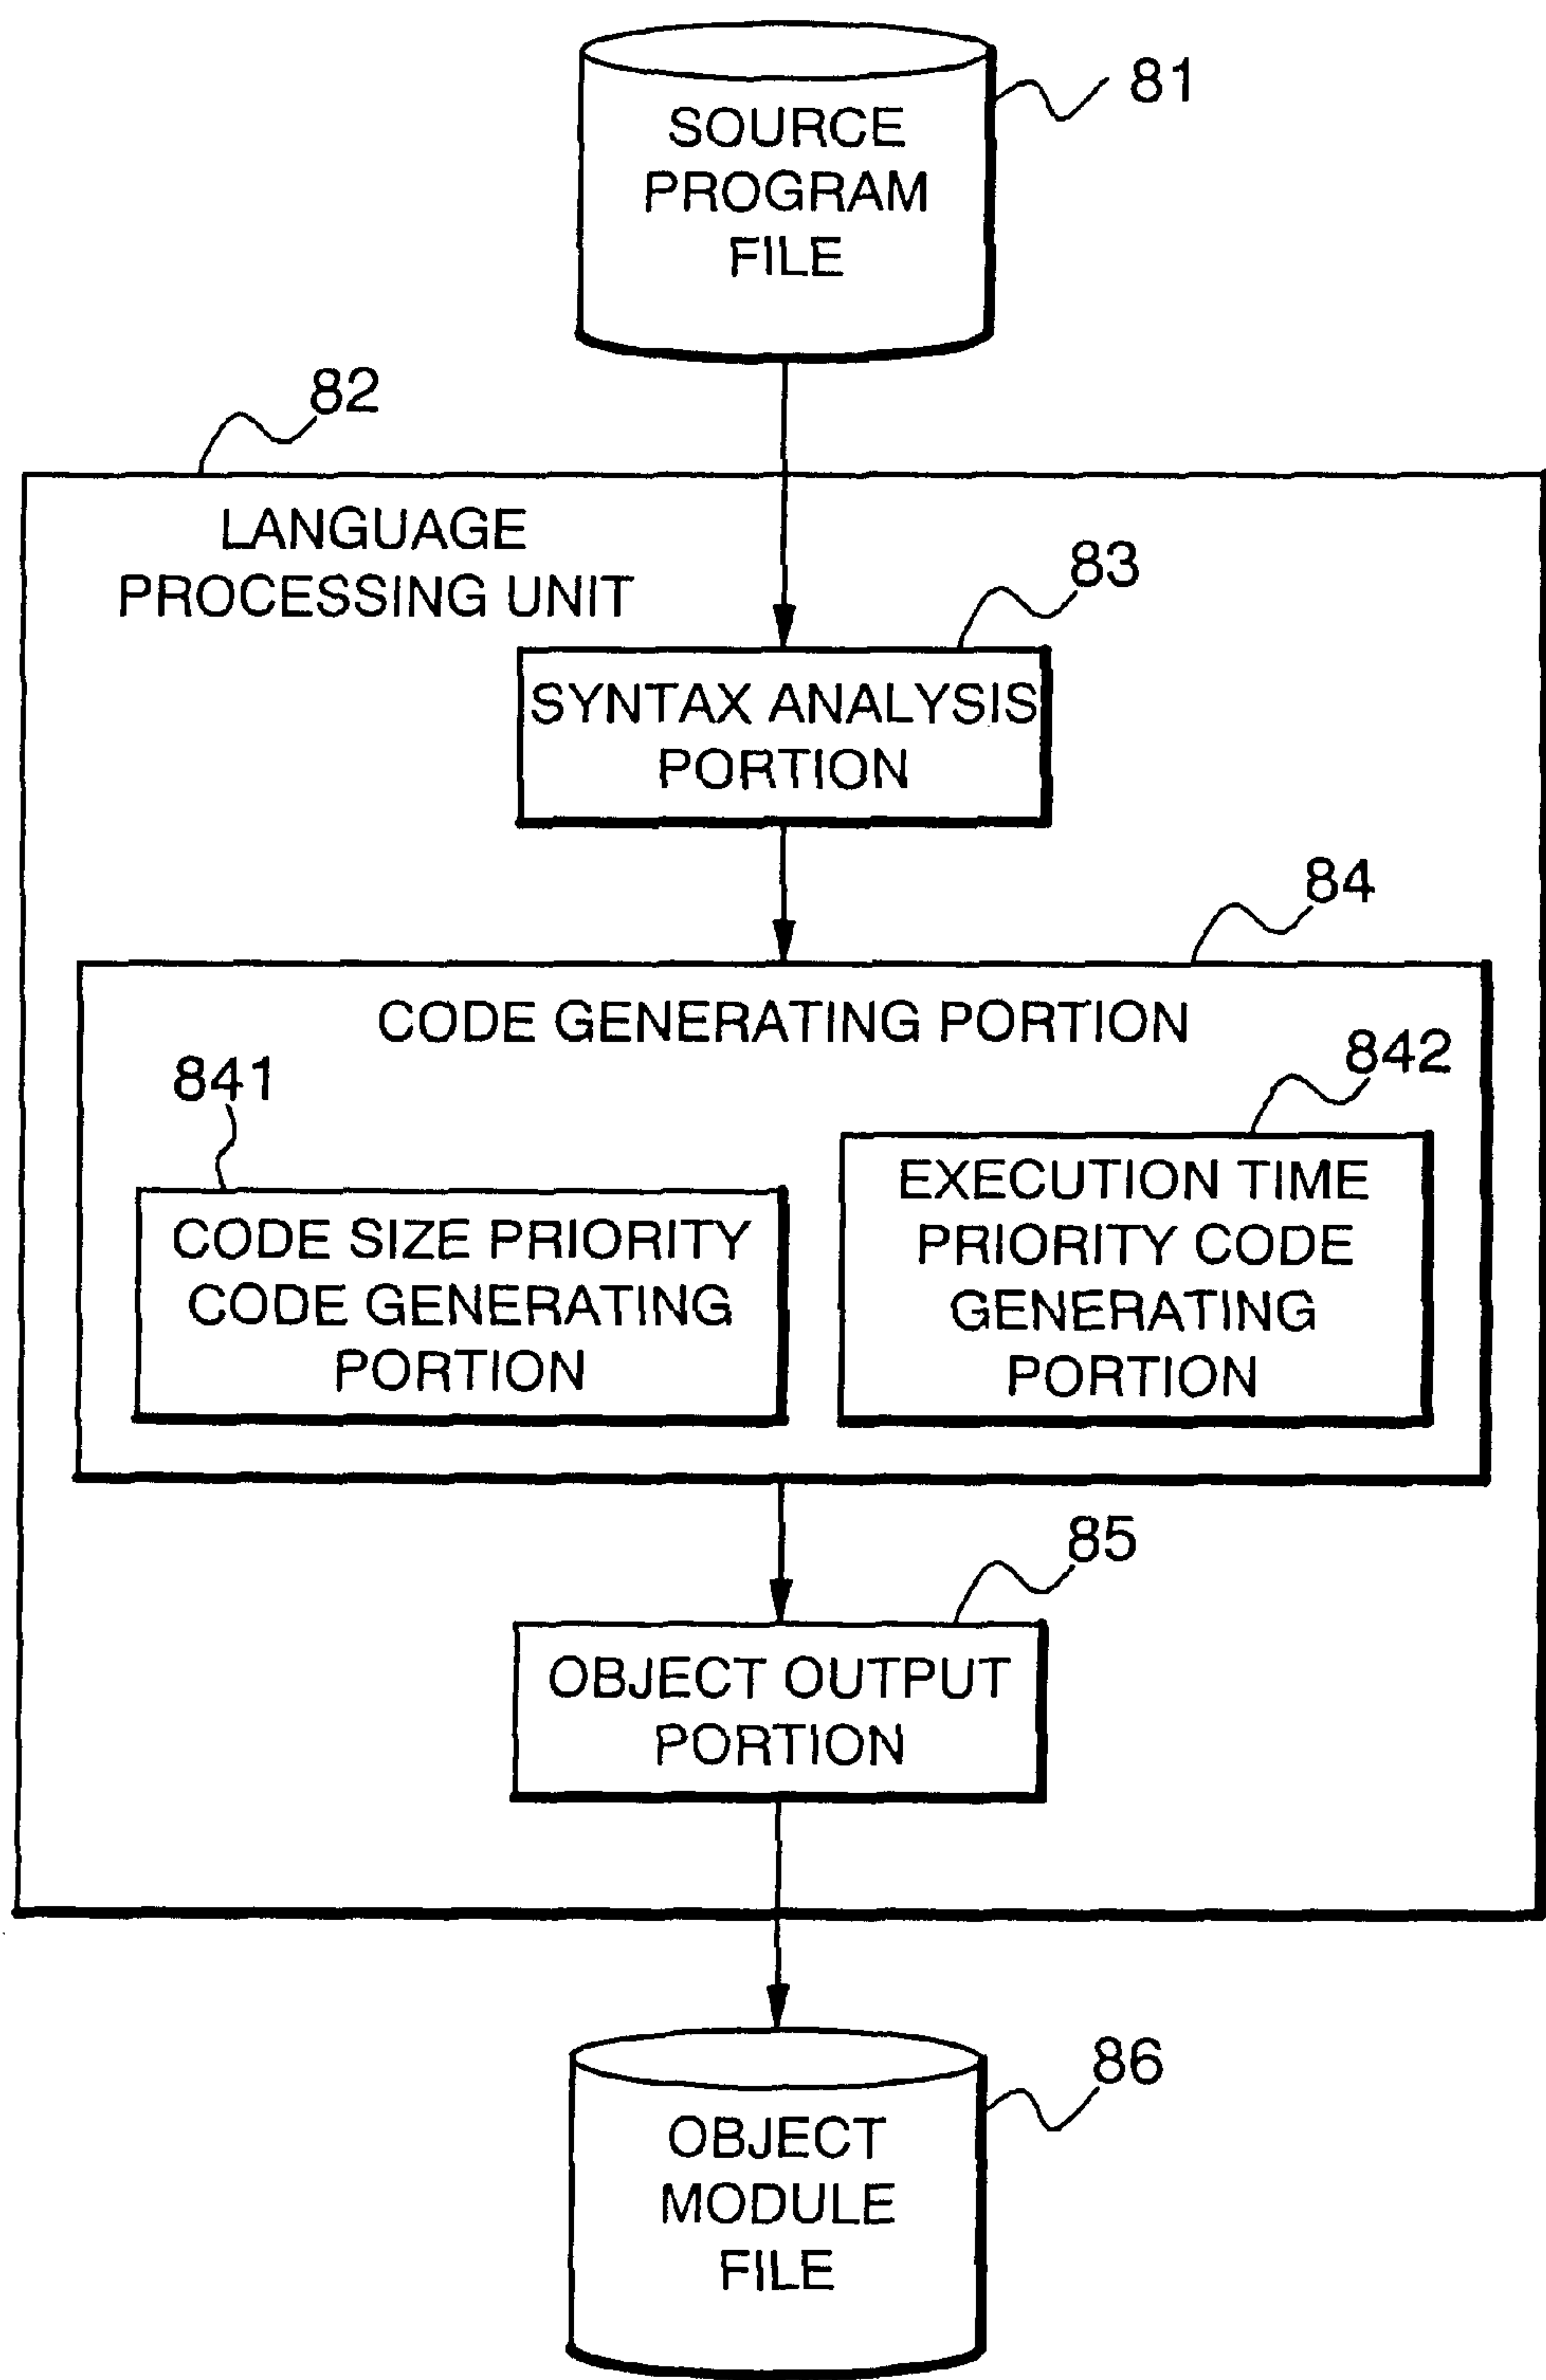 81
SOURCE
PROGRAM
FILE
82
LANGUAGE
PROCESSING UNIT
83
SYNTAX ANALYSIS
PORTION
84
CODE GENERATING PORTION
841
842
CODE SIZE PRIORITY
CODE GENERATING
PORTION
EXECUTION TIME
PRIORITY CODE
GENERATING
PORTION
85
OBJECT OUTPUT
PORTION
86
OBJECT
MODULE
FILE